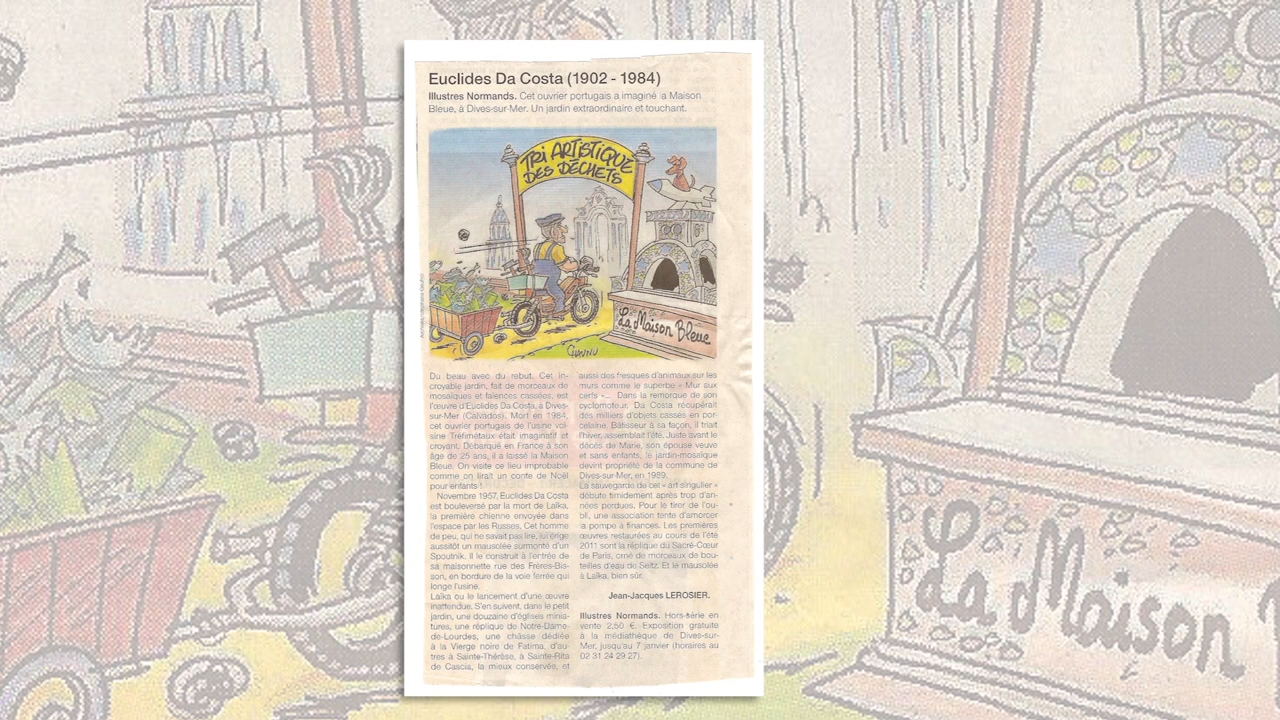 Euclides Da Costa (1902 - 1984)
Illustres Normands. Cet ouvrier portugais a imaginé la Maison
Bleue, à Dives-sur-Mer. Un jardin extraordinaire et touchant.
TRI ARTISTIQUE
DES DÉCHETS
La Maison Bleue
CHAUNU
Du beau avec du rebut. Cet in-
croyable jardin, fait de morceaux de
mosaïques et faïences cassées, est
l'œuvre d'Euclides Da Costa, à Dives-
sur-Mer (Calvados). Mort en 1984,
cet ouvrier portugais de l'usine voi-
sine Tréfimétaux était imaginatif et
croyant. Débarqué en France à son
âge de 25 ans, il a laissé la Maison
Bleue. On visite ce lieu improbable
comme on lirait un conte de Noël
pour enfants !
Novembre 1957, Euclides Da Costa
est bouleversé par la mort de Laïka,
la première chienne envoyée dans
l'espace par les Russes. Cet homme
de peu, qui ne savait pas lire, lui érige
aussitôt un mausolée surmonté d'un
Spoutnik. Il le construit à l'entrée de
sa maisonnette rue des Frères-Bis-
son, en bordure de la voie ferrée qui
longe l'usine.
Laïka ou le lancement d'une œuvre
inattendue. S'en suivent, dans le petit
jardin, une douzaine d'églises minia-
tures, une réplique de Notre-Dame-
de-Lourdes, une châsse dédiée
à la Vierge noire de Fatima, d'au-
tres à Sainte-Thérèse, à Sainte-Rita
de Cascia, la mieux conservée, et
aussi des fresques d'animaux sur les
murs comme le superbe « Mur aux
cerfs »... Dans la remorque de son
cyclomoteur, Da Costa récupérait
des milliers d'objets cassés en por-
celaine. Bâtisseur à sa façon, il triait
l'hiver, assemblait l'été. Juste avant le
décès de Marie, son épouse veuve
et sans enfants, le jardin-mosaïque
devint propriété de la commune de
Dives-sur-Mer, en 1989.
La sauvegarde de cet « art singulier »
débute timidement après trop d'an-
nées perdues. Pour le tirer de l'ou-
bli, une association tente d'amorcer
la pompe à finances. Les premières
œuvres restaurées au cours de l'été
2011 sont la réplique du Sacré-Cœur
de Paris, orné de morceaux de bou-
teilles d'eau de Seltz. Et le mausolée
à Laïka, bien sûr.
Jean-Jacques LEROSIER.
Illustres Normands. Hors-série en
vente 2,50 €. Exposition gratuite
à la médiathèque de Dives-sur-
Mer, jusqu'au 7 janvier (horaires au
02 31 24 29 27).
La Maison